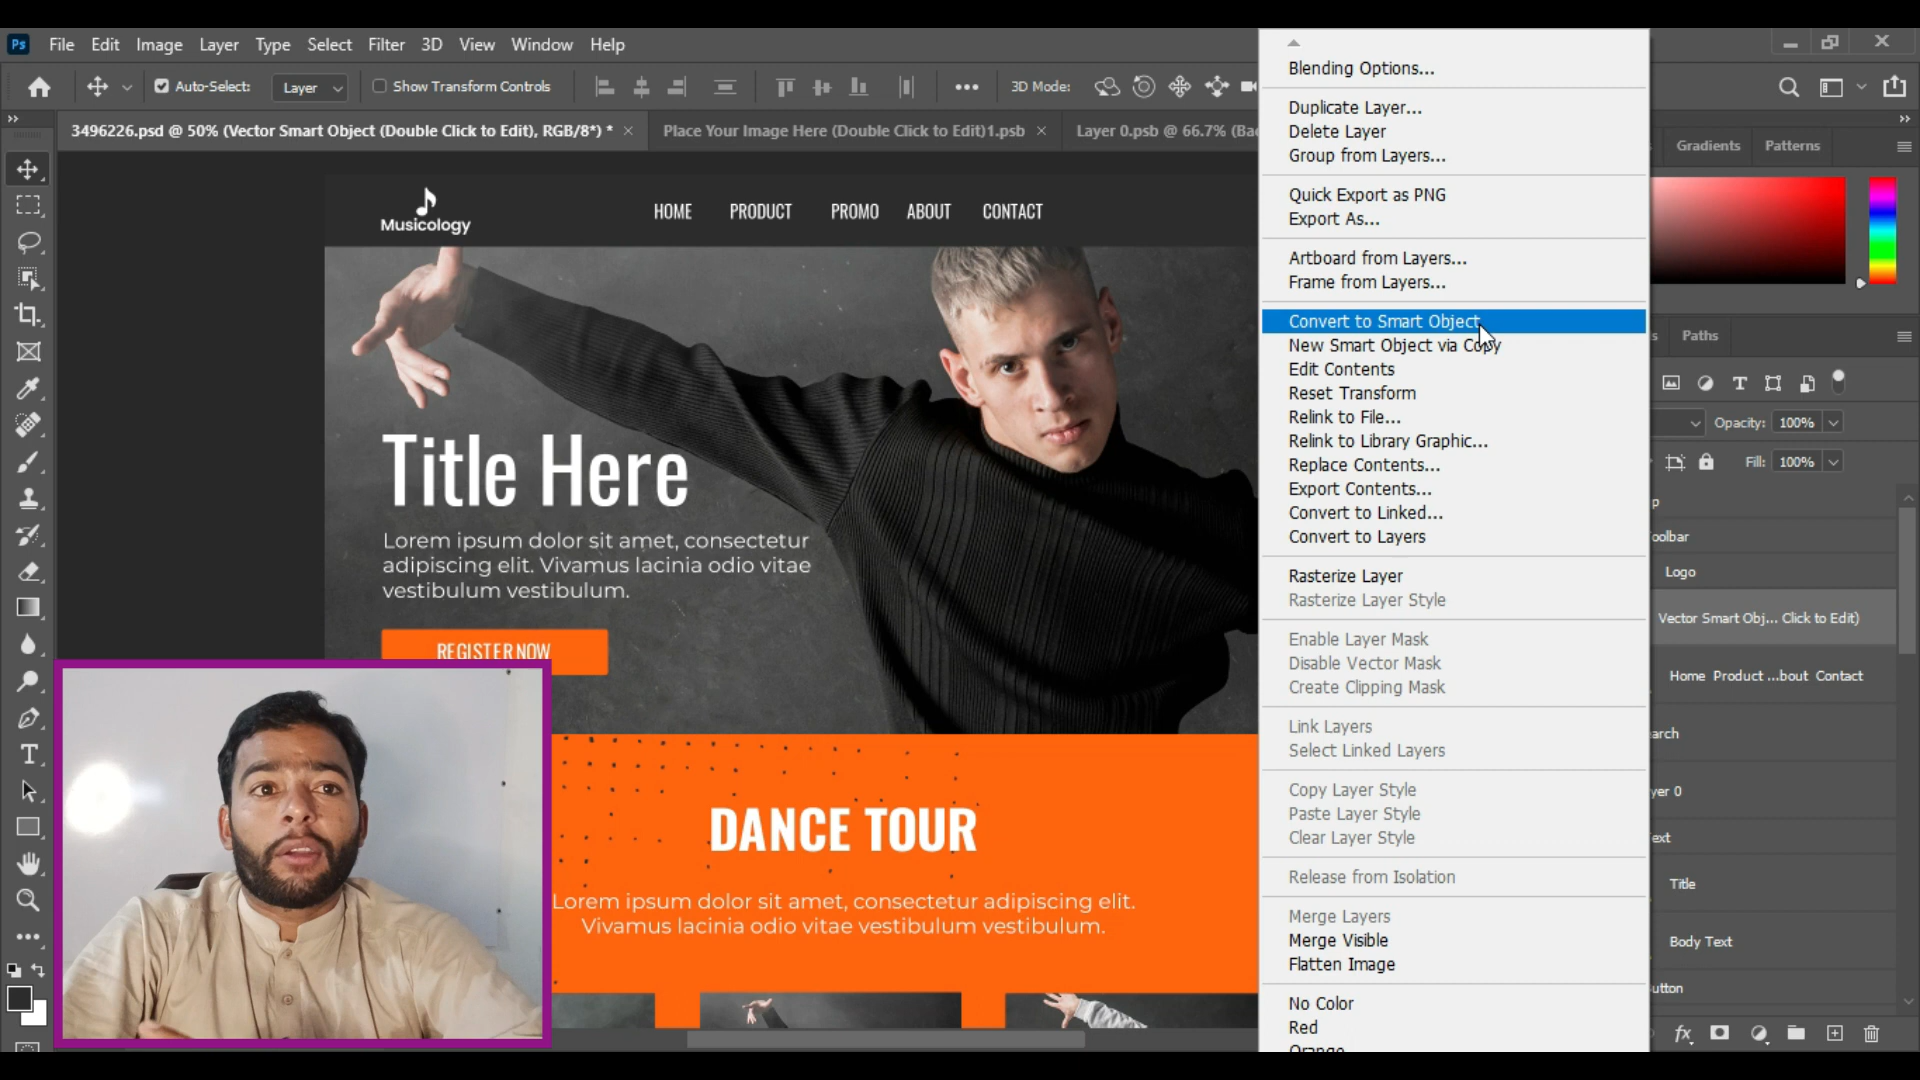 Ps File Edit Image Layer Type Select Filter 3D View Window Help
Auto-Select: Layer Show Transform Controls 3D Mode:
3496226.psd @ 50% (Vector Smart Object (Double Click to Edit), RGB/8*) * × Place Your Image Here (Double Click to Edit)1.psb × Layer 0.psb @ 66.7%
Musicology
HOME PRODUCT PROMO ABOUT CONTACT
Title Here
Lorem ipsum dolor sit amet, consectetur
adipiscing elit. Vivamus lacinia odio vitae
vestibulum vestibulum.
REGISTER NOW
DANCE TOUR
Lorem ipsum dolor sit amet, consectetur adipiscing elit.
Vivamus lacinia odio vitae vestibulum vestibulum.
Blending Options...
Duplicate Layer...
Delete Layer
Group from Layers...
Quick Export as PNG
Export As...
Artboard from Layers...
Frame from Layers...
Convert to Smart Object
New Smart Object via Copy
Edit Contents
Reset Transform
Relink to File...
Relink to Library Graphic...
Replace Contents...
Export Contents...
Convert to Linked...
Convert to Layers
Rasterize Layer
Rasterize Layer Style
Enable Layer Mask
Disable Vector Mask
Create Clipping Mask
Link Layers
Select Linked Layers
Copy Layer Style
Paste Layer Style
Clear Layer Style
Release from Isolation
Merge Layers
Merge Visible
Flatten Image
No Color
Red
Orange
Gradients Patterns
Paths
Opacity: 100%
Fill: 100%
Logo
Vector Smart Obj... Click to Edit)
Home Product ...bout Contact
Title
Body Text